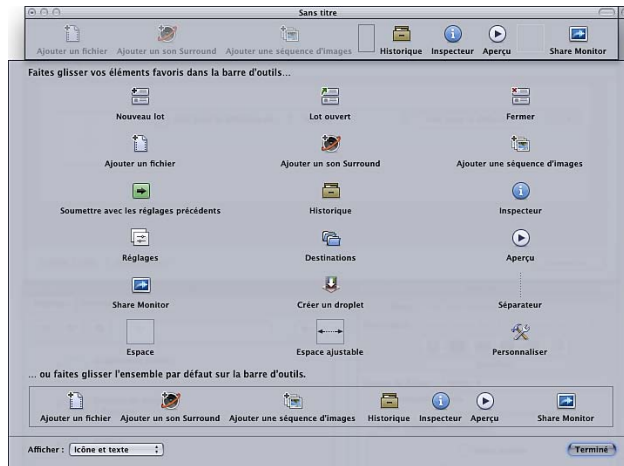 Sans titre
Ajouter un fichier Ajouter un son Surround Ajouter une séquence d'images Historique Inspecteur Aperçu Share Monitor
Faites glisser vos éléments favoris dans la barre d'outils...
Nouveau lot Lot ouvert Fermer
Ajouter un fichier Ajouter un son Surround Ajouter une séquence d'images
Soumettre avec les réglages précédents Historique Inspecteur
Réglages Destinations Aperçu
Share Monitor Créer un droplet Séparateur
Espace Espace ajustable Personnaliser
... ou faites glisser l'ensemble par défaut sur la barre d'outils.
Ajouter un fichier Ajouter un son Surround Ajouter une séquence d'images Historique Inspecteur Aperçu Share Monitor
Afficher : Icône et texte Terminé